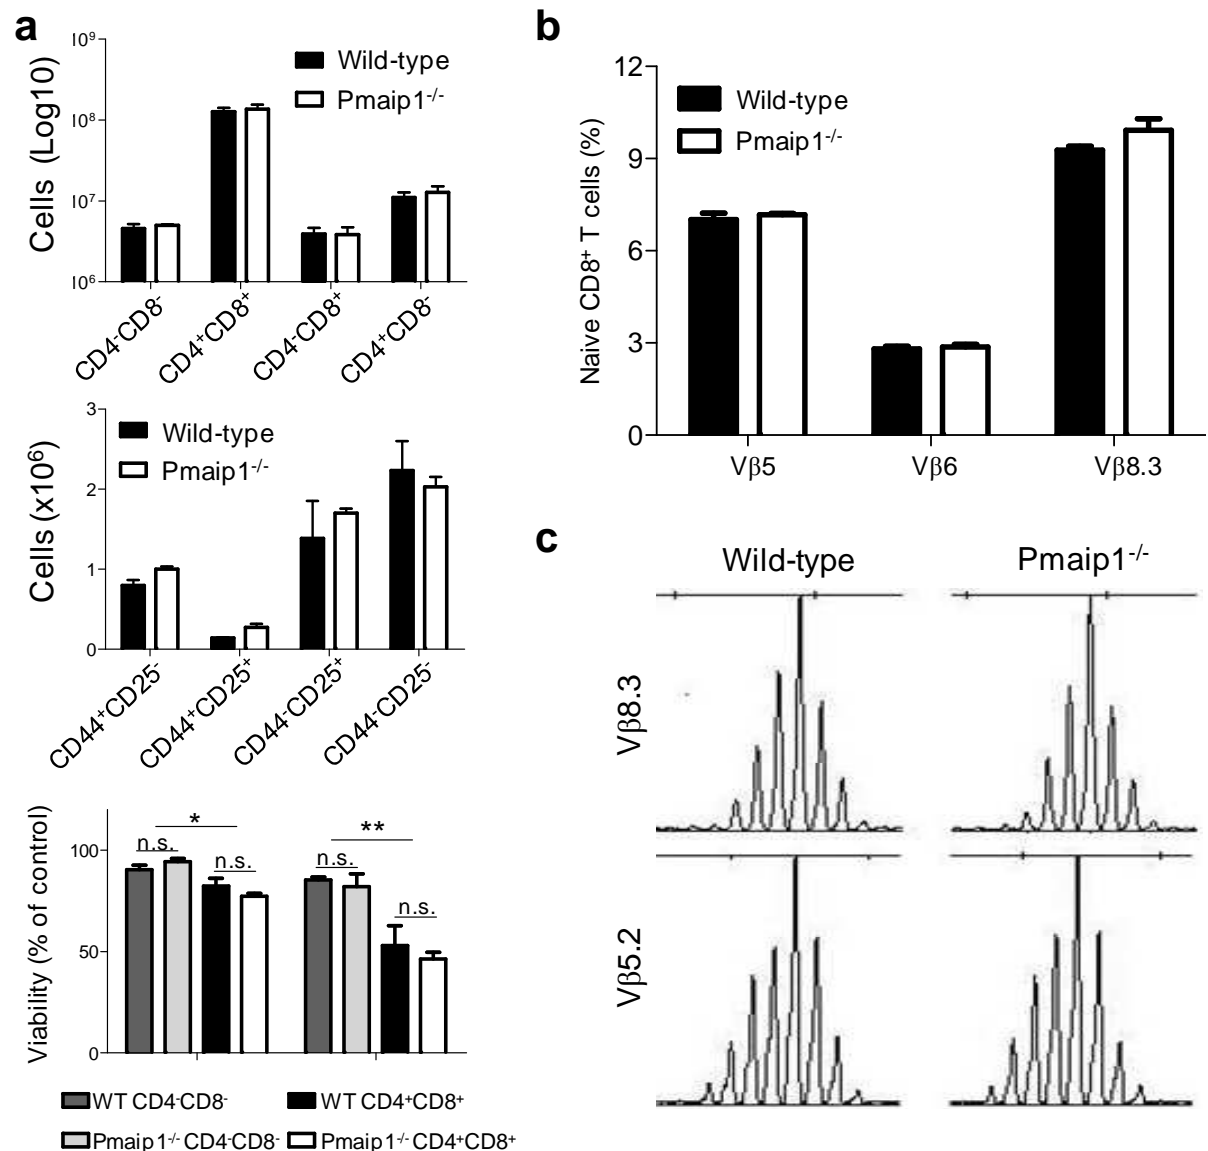 a
10⁹
10⁸
10⁷
10⁶
Cells (Log10)
Wild-type
Pmaip1⁻/⁻
CD4⁻CD8⁻
CD4⁺CD8⁺
CD4⁻CD8⁺
CD4⁺CD8⁻
3
2
1
0
Cells (x10⁶)
Wild-type
Pmaip1⁻/⁻
CD44⁺CD25⁻
CD44⁺CD25⁺
CD44⁻CD25⁺
CD44⁻CD25⁻
100
50
0
Viability (% of control)
*
**
n.s.
n.s.
n.s.
n.s.
WT CD4⁻CD8⁻
WT CD4⁺CD8⁺
Pmaip1⁻/⁻ CD4⁻CD8⁻
Pmaip1⁻/⁻ CD4⁺CD8⁺
b
12
9
6
3
0
Naive CD8⁺ T cells (%)
Wild-type
Pmaip1⁻/⁻
Vβ5
Vβ6
Vβ8.3
c
Wild-type
Pmaip1⁻/⁻
Vβ8.3
Vβ5.2